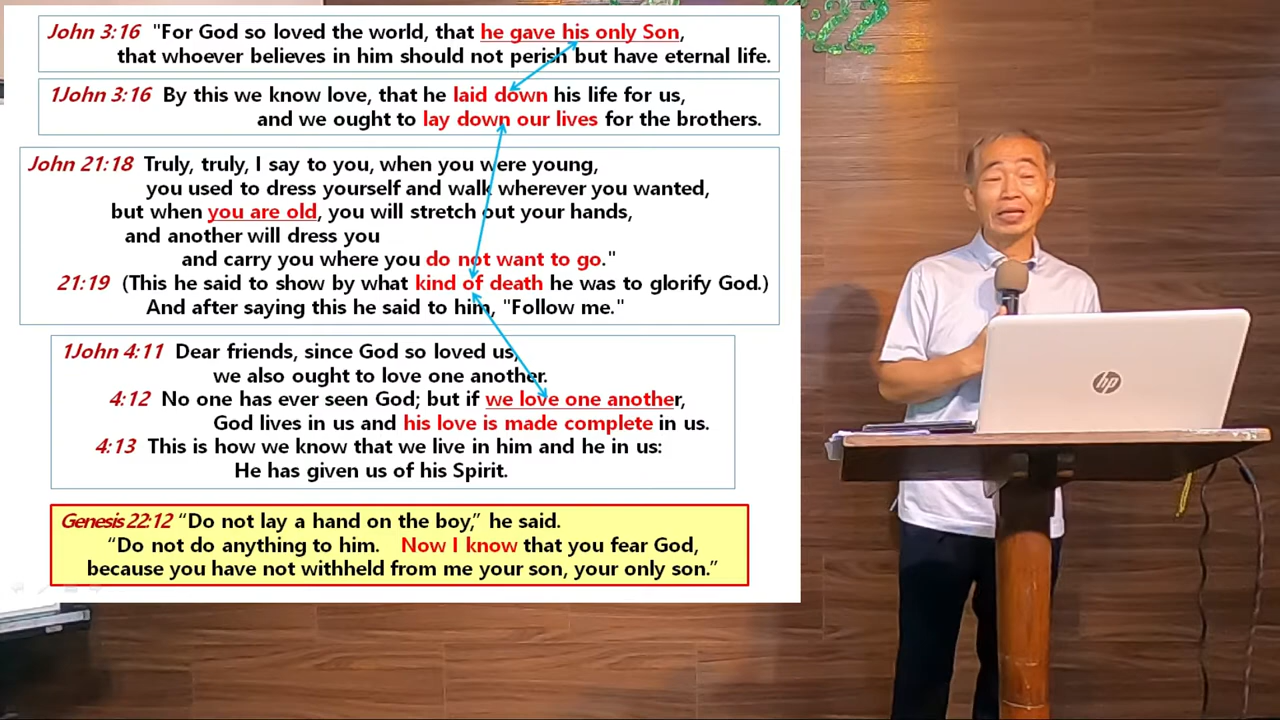 John 3:16 "For God so loved the world, that he gave his only Son,
that whoever believes in him should not perish but have eternal life.
1John 3:16 By this we know love, that he laid down his life for us,
and we ought to lay down our lives for the brothers.
John 21:18 Truly, truly, I say to you, when you were young,
you used to dress yourself and walk wherever you wanted,
but when you are old, you will stretch out your hands,
and another will dress you
and carry you where you do not want to go."
21:19 (This he said to show by what kind of death he was to glorify God.)
And after saying this he said to him, "Follow me."
1John 4:11 Dear friends, since God so loved us,
we also ought to love one another.
4:12 No one has ever seen God; but if we love one another,
God lives in us and his love is made complete in us.
4:13 This is how we know that we live in him and he in us:
He has given us of his Spirit.
Genesis 22:12 “Do not lay a hand on the boy,” he said.
“Do not do anything to him. Now I know that you fear God,
because you have not withheld from me your son, your only son.”
hp